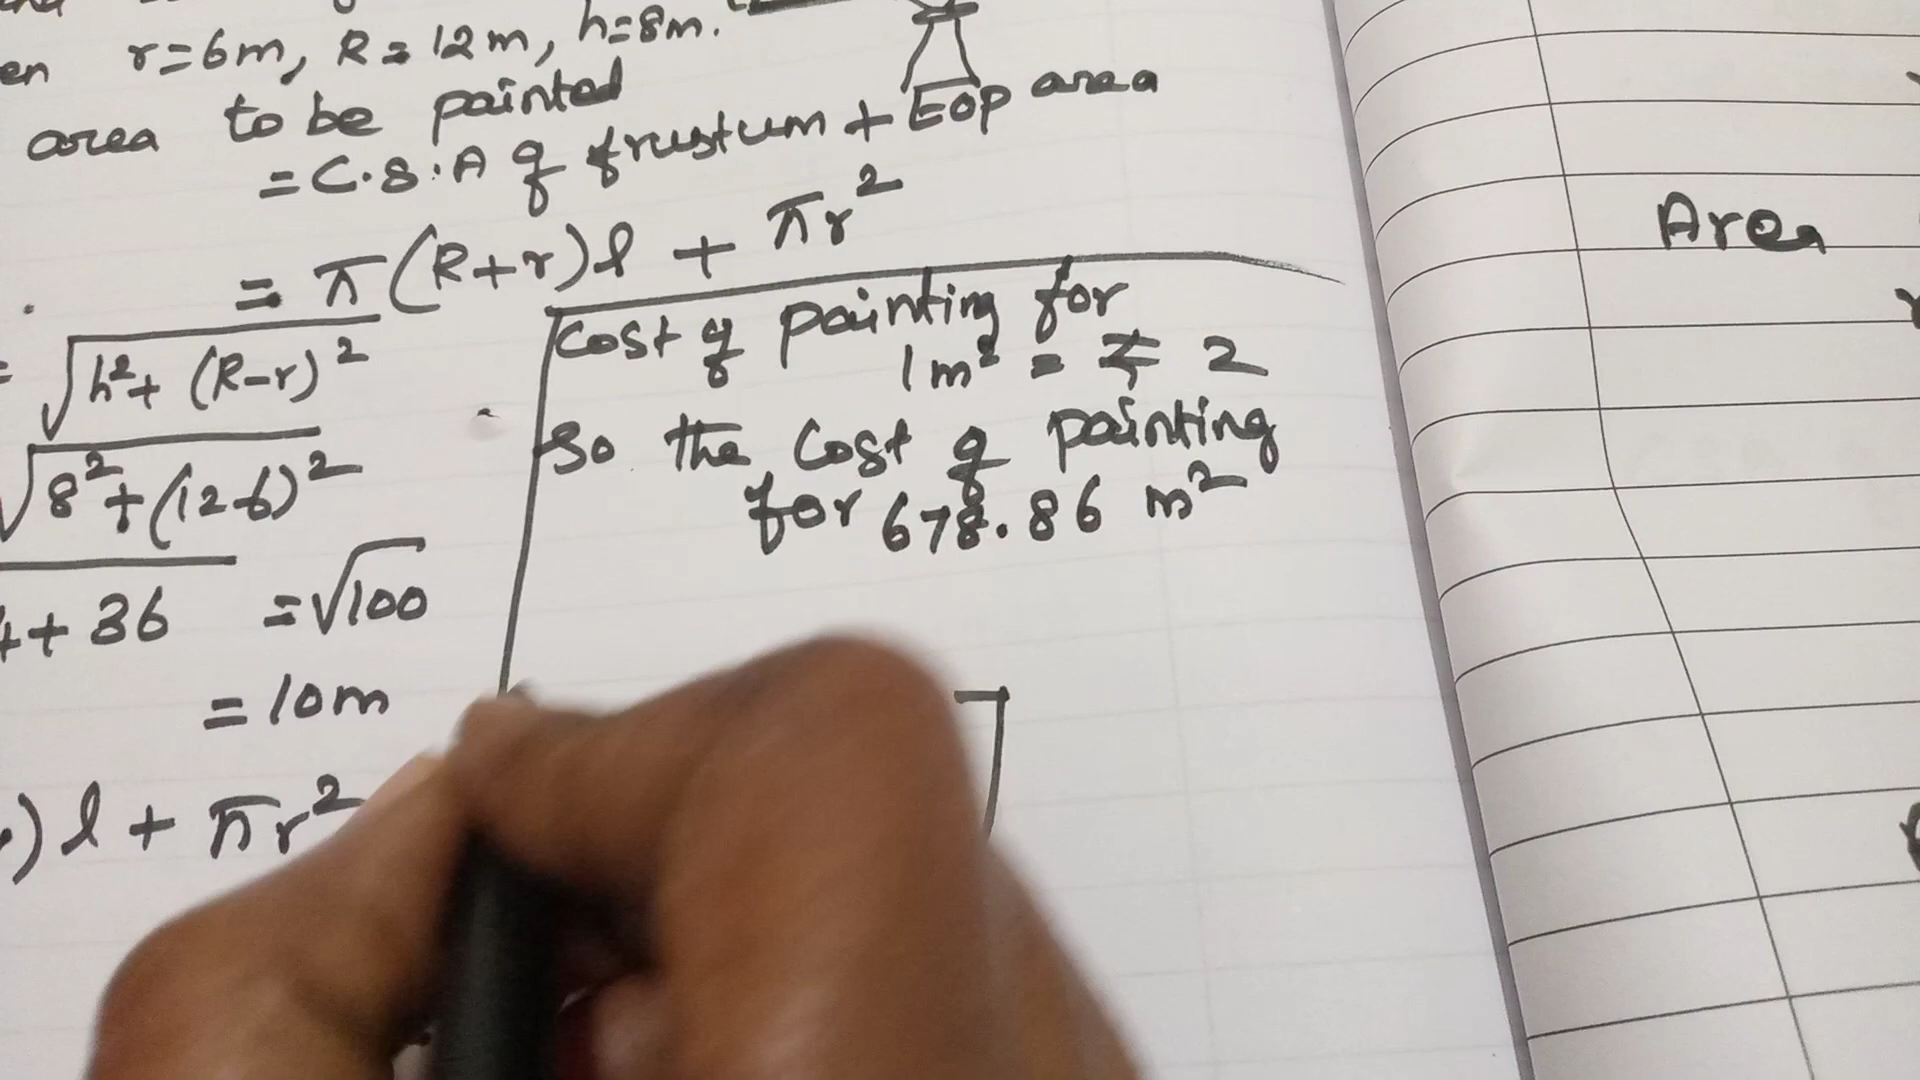 en r=6m, R=12m, h=8m.
area to be painted
= C.S.A of frustum + top area
= π(R+r)l + πr²
= √h²+(R-r)²
√8²+(12-6)²
4+36 = √100
= 10m
) l + πr²
Cost of painting for
1m² = ₹ 2
So the cost of painting
for 678.86 m²
Area